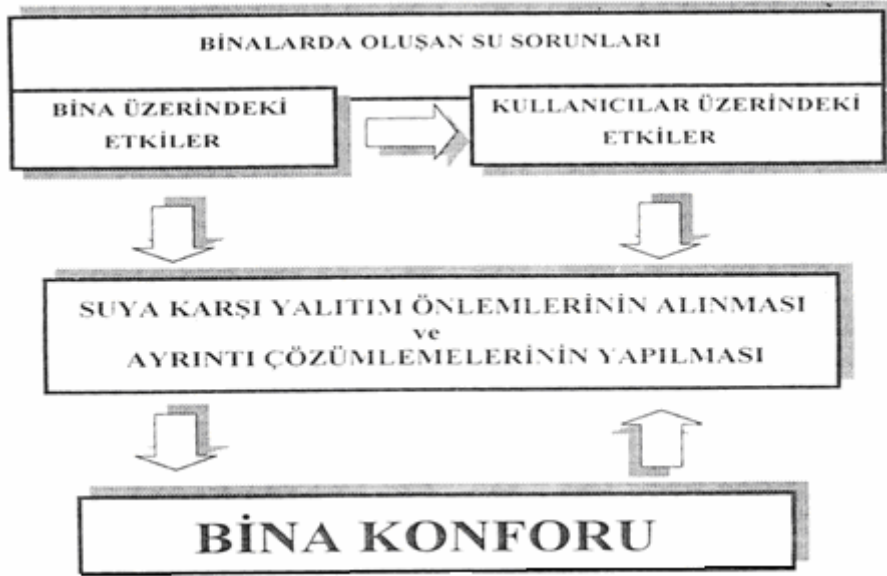 BİNALARDA OLUŞAN SU SORUNLARI
BİNA ÜZERİNDEKİ
ETKİLER
KULLANICILAR ÜZERİNDEKİ
ETKİLER
SUYA KARŞI YALITIM ÖNLEMLERİNİN ALINMASI
ve
AYRINTI ÇÖZÜMLEMELERİNİN YAPILMASI
BİNA KONFORU